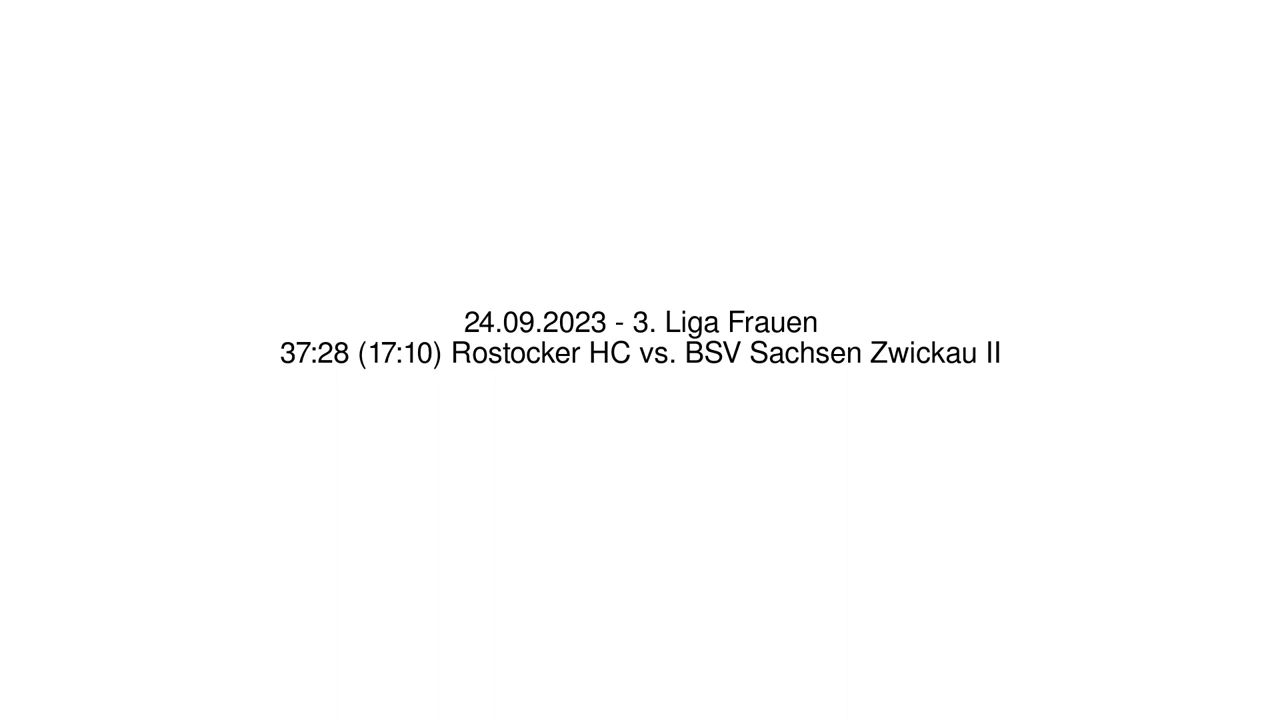 24.09.2023 - 3. Liga Frauen
37:28 (17:10) Rostocker HC vs. BSV Sachsen Zwickau II